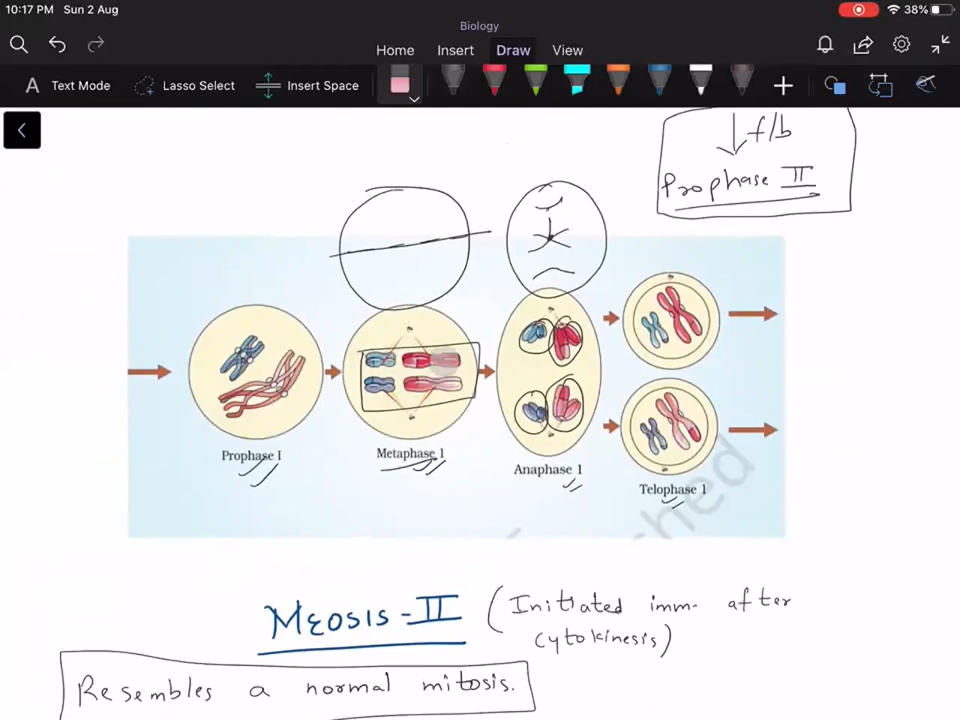 10:17 PM Sun 2 Aug 38%
Biology
Home Insert Draw View
A Text Mode Lasso Select Insert Space
f/b
Prophase II
Prophase I
Metaphase 1
Anaphase 1
Telophase 1
shed
Meosis-II (Initiated imm. after
cytokinesis)
Resembles a normal mitosis.